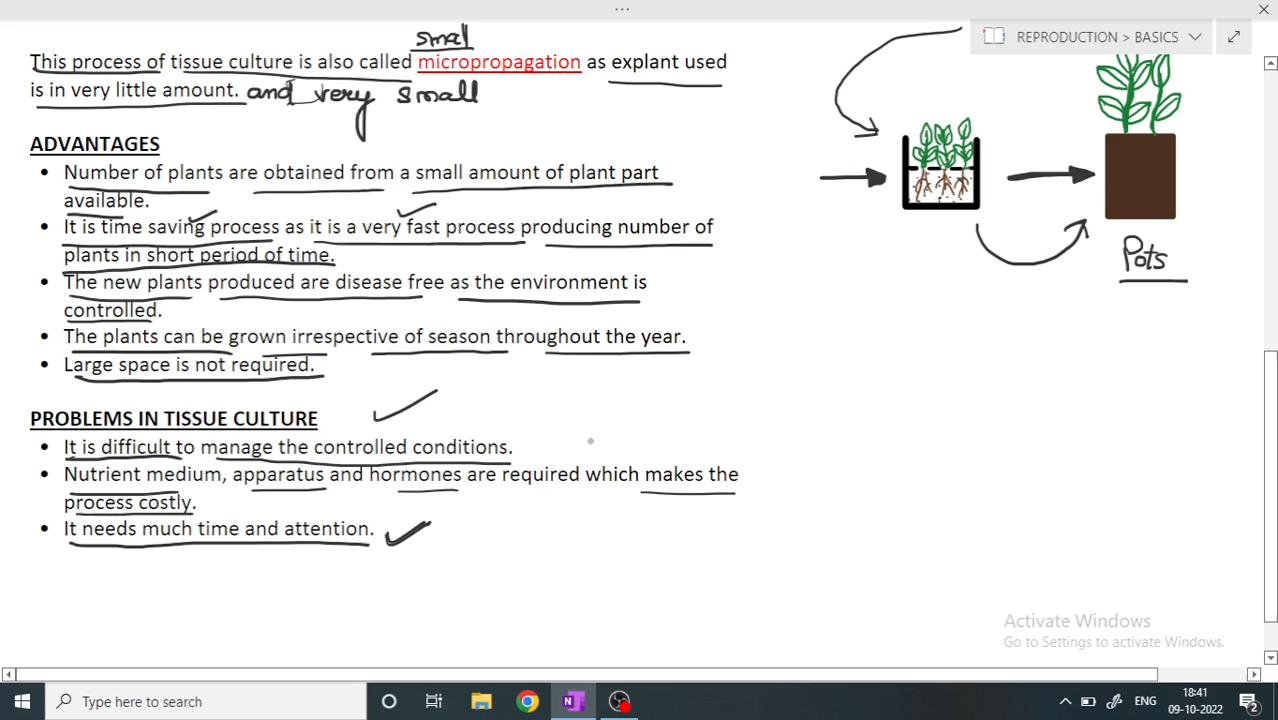 REPRODUCTION > BASICS
small
This process of tissue culture is also called micropropagation as explant used
is in very little amount. and very small
ADVANTAGES
• Number of plants are obtained from a small amount of plant part
available.
• It is time saving process as it is a very fast process producing number of
plants in short period of time.
• The new plants produced are disease free as the environment is
controlled.
• The plants can be grown irrespective of season throughout the year.
• Large space is not required.
Pots
PROBLEMS IN TISSUE CULTURE
• It is difficult to manage the controlled conditions.
• Nutrient medium, apparatus and hormones are required which makes the
process costly.
• It needs much time and attention.
Activate Windows
Go to Settings to activate Windows.
Type here to search
N
ENG
18:41
09-10-2022
2